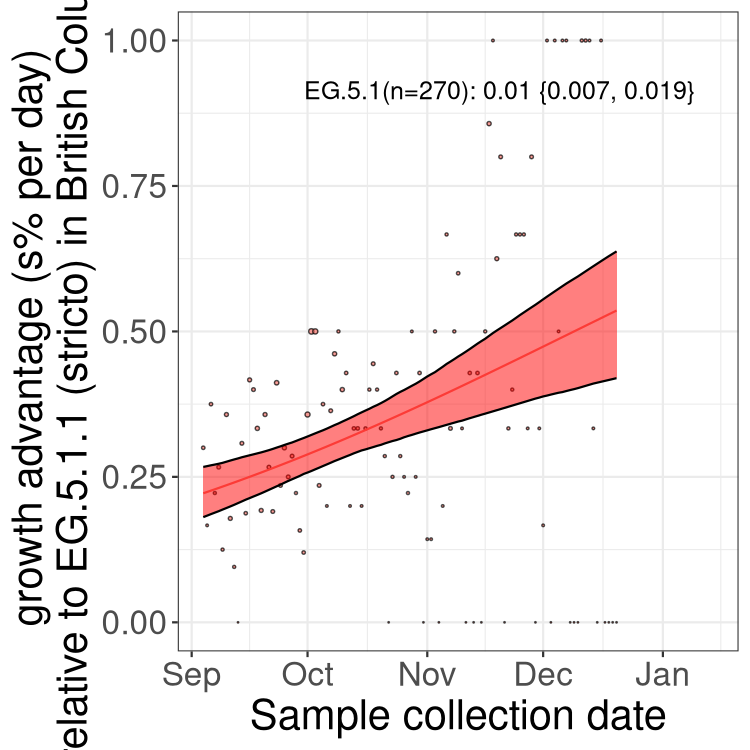 growth advantage (s% per day)
relative to EG.5.1.1 (stricto) in British Colu
1.00
0.75
0.50
0.25
0.00
EG.5.1(n=270): 0.01 {0.007, 0.019}
Sep Oct Nov Dec Jan
Sample collection date